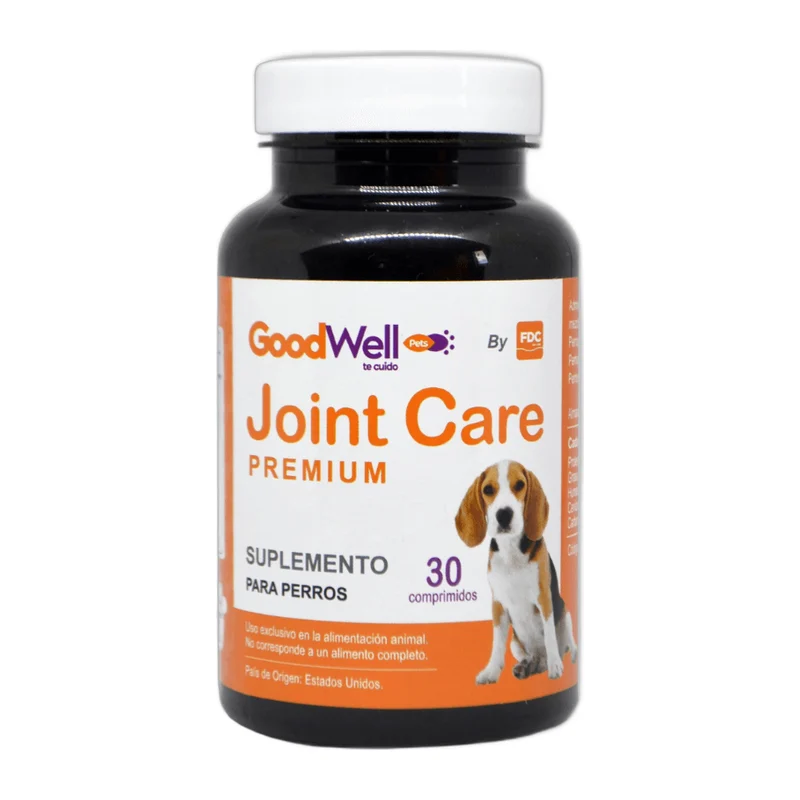 GoodWell Pets
te cuido
By FDC
Joint Care
PREMIUM
SUPLEMENTO
PARA PERROS
30
comprimidos
Uso exclusivo en la alimentación animal.
No corresponde a un alimento completo.
País de Origen: Estados Unidos.